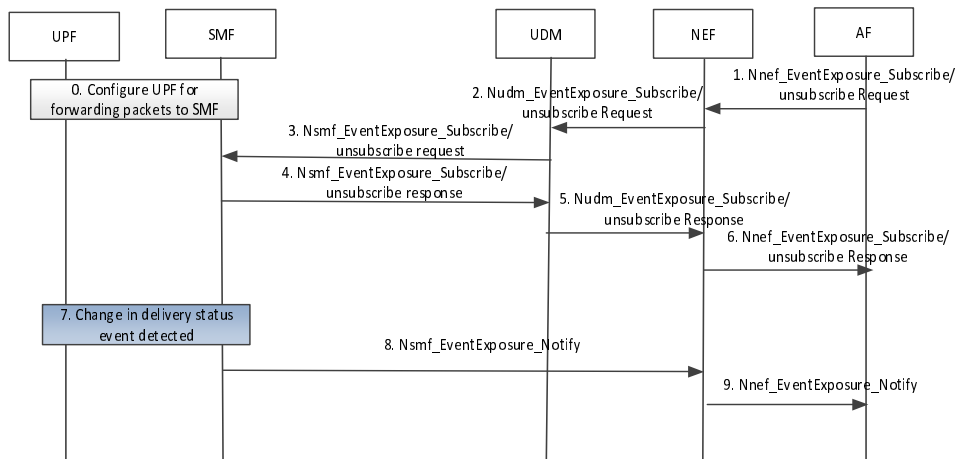 UPF
SMF
UDM
NEF
AF
0. Configure UPF for
forwarding packets to SMF
1. Nnef_EventExposure_Subscribe/
unsubscribe Request
2. Nudm_EventExposure_Subscribe/
unsubscribe Request
3. Nsmf_EventExposure_Subscribe/
unsubscribe request
4. Nsmf_EventExposure_Subscribe/
unsubscribe response
5. Nudm_EventExposure_Subscribe/
unsubscribe Response
6. Nnef_EventExposure_Subscribe/
unsubscribe Response
7. Change in delivery status
event detected
8. Nsmf_EventExposure_Notify
9. Nnef_EventExposure_Notify